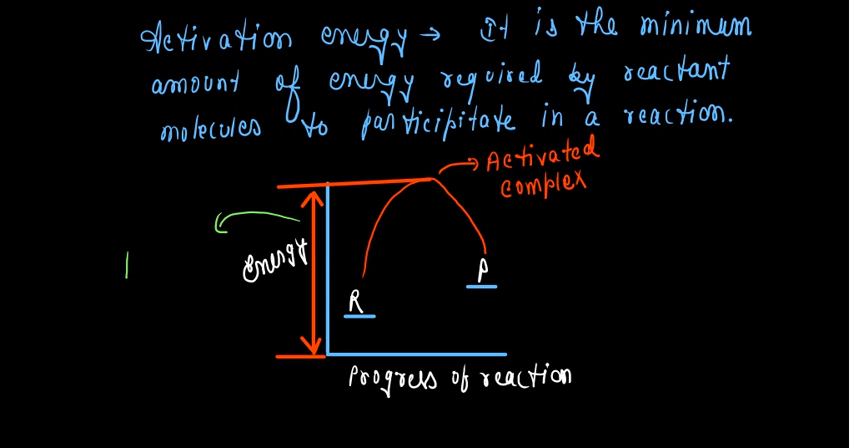 Activation energy → It is the minimum
amount of energy required by reactant
molecules to participitate in a reaction.
→ Activated
complex
Energy
R
P
Progress of reaction